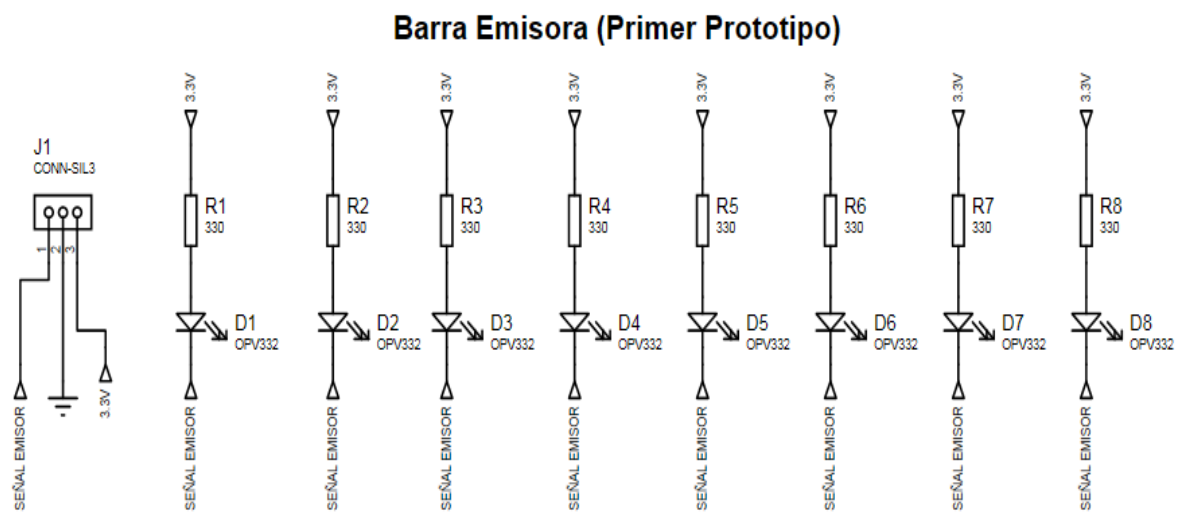 Barra Emisora (Primer Prototipo)
3.3V 3.3V 3.3V 3.3V 3.3V 3.3V 3.3V 3.3V
J1
CONN-SIL3
R1 R2 R3 R4 R5 R6 R7 R8
330 330 330 330 330 330 330 330
1 2 3
D1 D2 D3 D4 D5 D6 D7 D8
OPV332 OPV332 OPV332 OPV332 OPV332 OPV332 OPV332 OPV332
3.3V
SEÑAL EMISOR SEÑAL EMISOR SEÑAL EMISOR SEÑAL EMISOR SEÑAL EMISOR SEÑAL EMISOR SEÑAL EMISOR SEÑAL EMISOR SEÑAL EMISOR